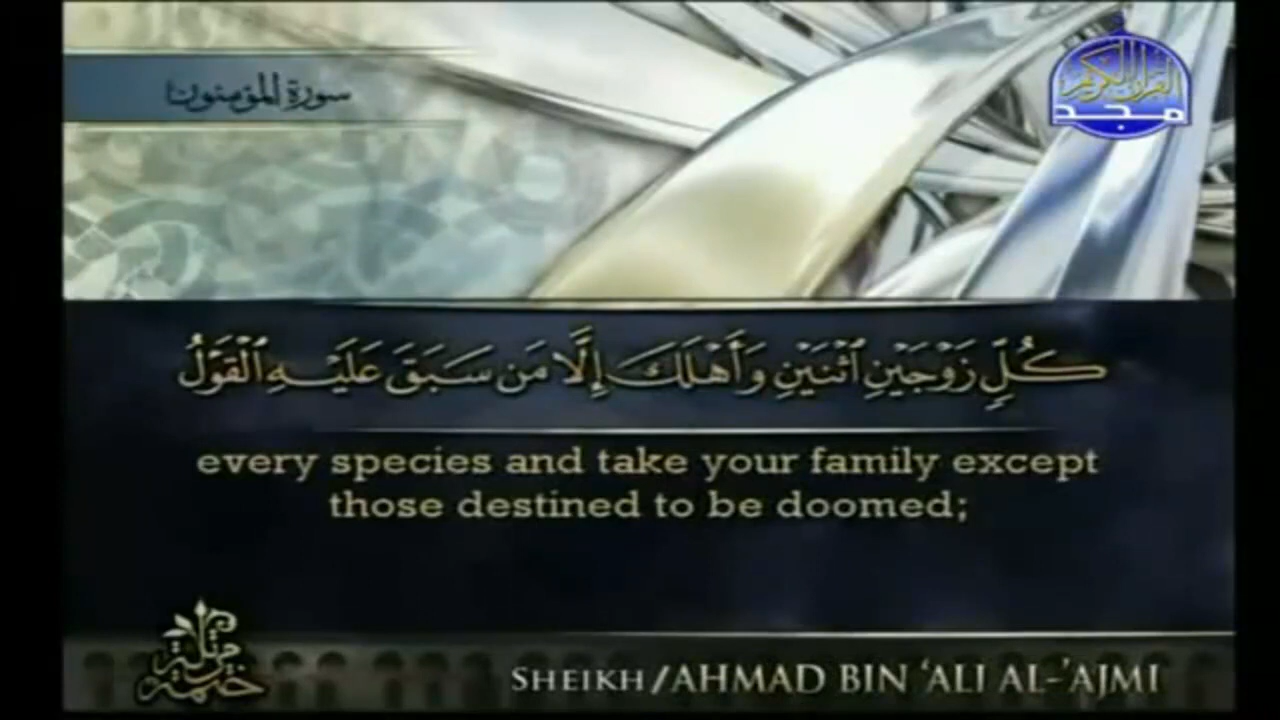 سورة المؤمنون
القرآن الكريم
مجد
كُلٍّ زَوْجَيْنِ ٱثْنَيْنِ وَأَهْلَكَ إِلَّا مَن سَبَقَ عَلَيْهِ ٱلْقَوْلُ
every species and take your family except
those destined to be doomed;
ختمة مرتلة
SHEIKH/AHMAD BIN ‘ALI AL-’AJMI